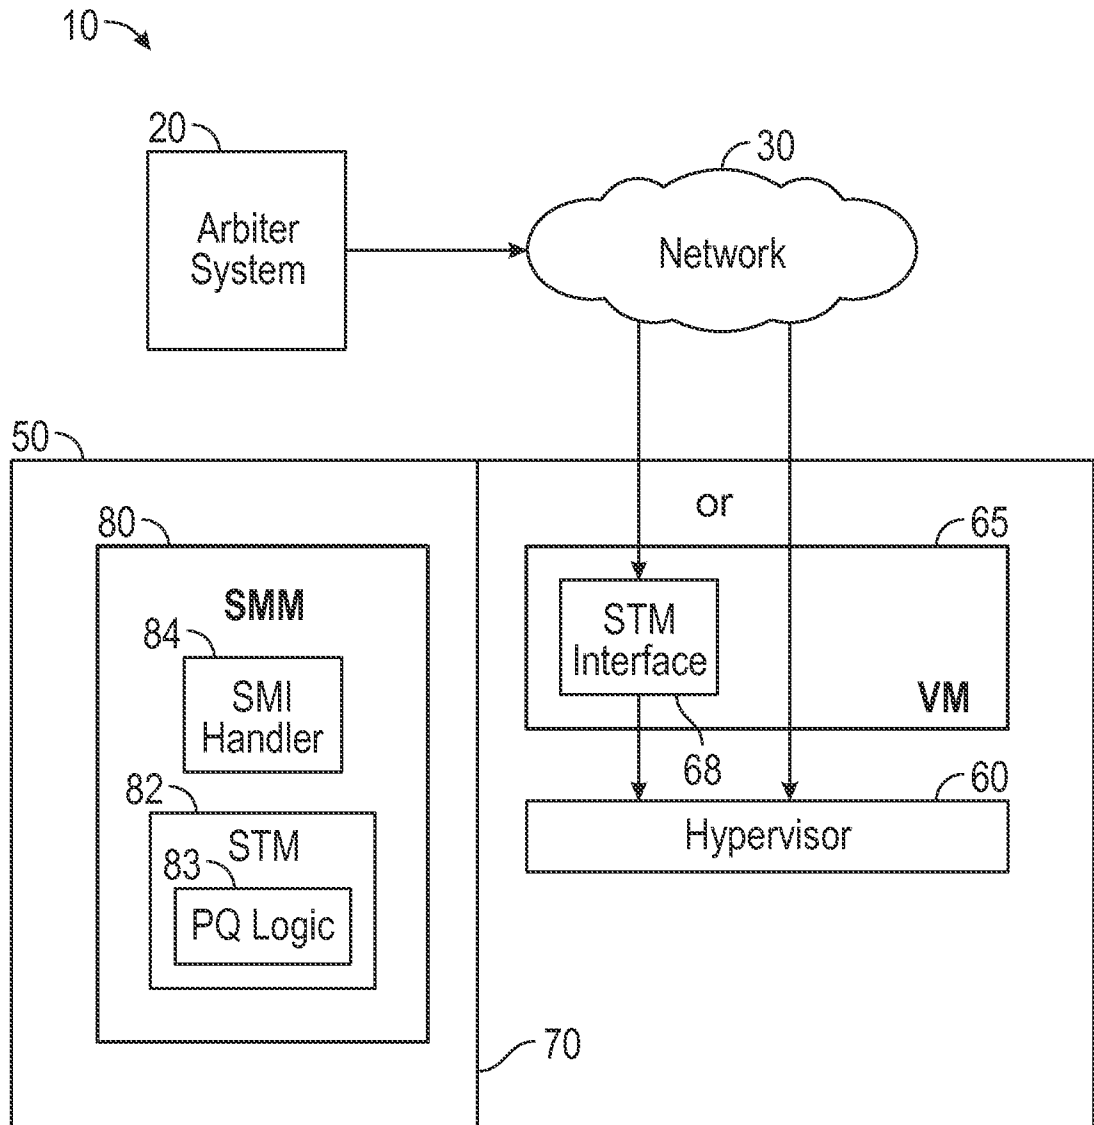 10
20
Arbiter
System
30
Network
50
or
80
SMM
84
SMI
Handler
82
STM
83
PQ Logic
65
STM
Interface
VM
68
60
Hypervisor
70